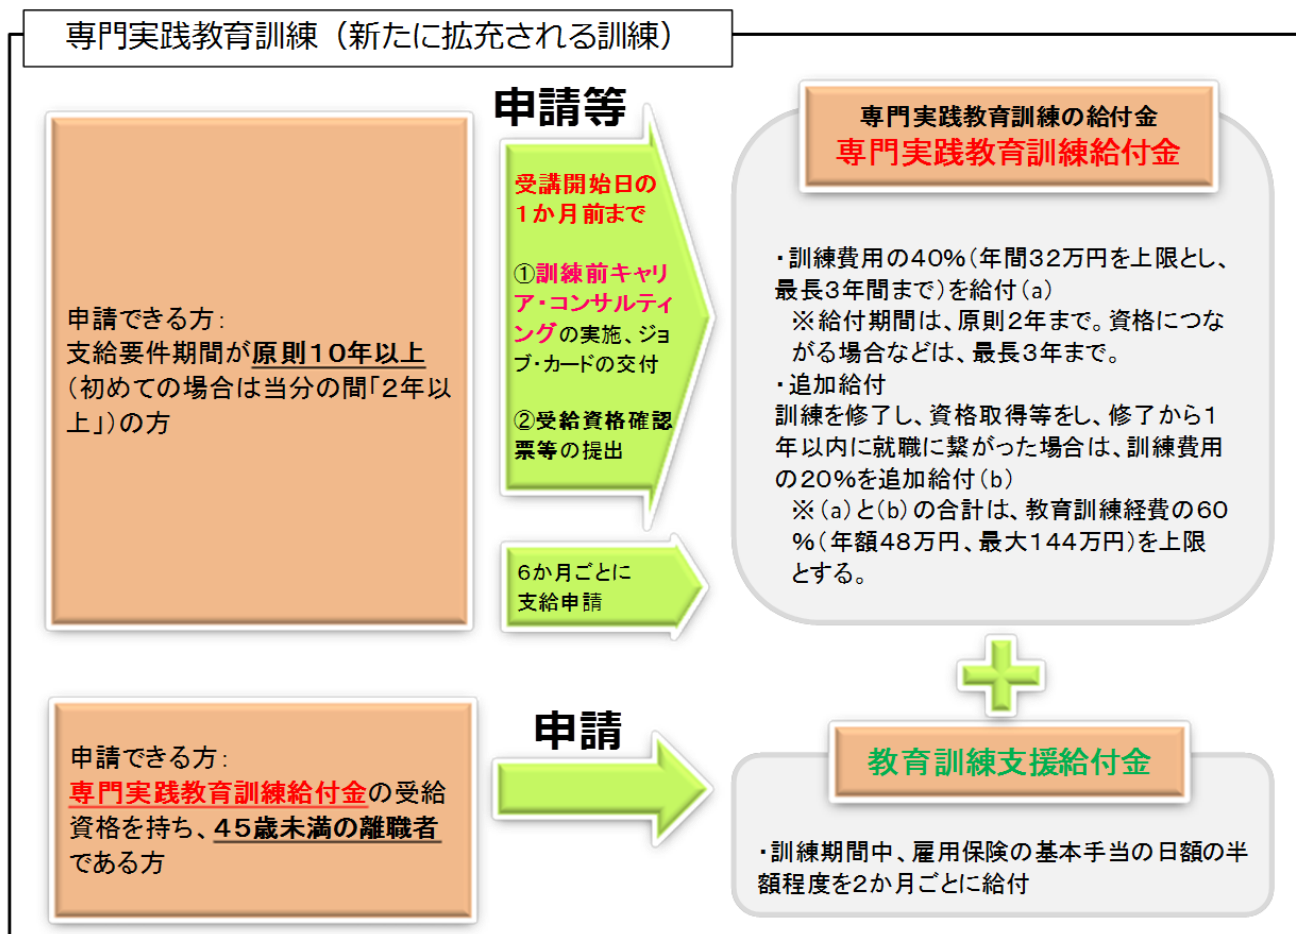 専門実践教育訓練（新たに拡充される訓練）
申請できる方：
支給要件期間が原則１０年以上
（初めての場合は当分の間「２年以
上」）の方
申請等
受講開始日の
１か月前まで
①訓練前キャリ
ア・コンサルティ
ングの実施、ジョ
ブ・カードの交付
②受給資格確認
票等の提出
６か月ごとに
支給申請
専門実践教育訓練の給付金
専門実践教育訓練給付金
・訓練費用の４０％（年間３２万円を上限とし、
最長３年間まで）を給付（a）
※給付期間は、原則２年まで。資格につな
がる場合などは、最長３年まで。
・追加給付
訓練を修了し、資格取得等をし、修了から１
年以内に就職に繋がった場合は、訓練費用
の２０％を追加給付（b）
※（a）と（b）の合計は、教育訓練経費の６０
％（年額４８万円、最大１４４万円）を上限
とする。
申請できる方：
専門実践教育訓練給付金の受給
資格を持ち、４５歳未満の離職者
である方
申請
教育訓練支援給付金
・訓練期間中、雇用保険の基本手当の日額の半
額程度を２か月ごとに給付